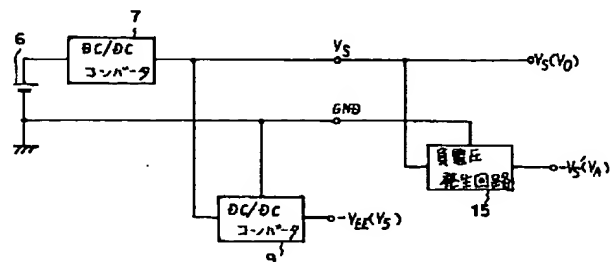 6
7
DC/DC
コンバータ
VS
VS(VO)
GND
負電圧
発生回路
-VS'(VA)
15
DC/DC
コンバータ
-VEE(V5)
9